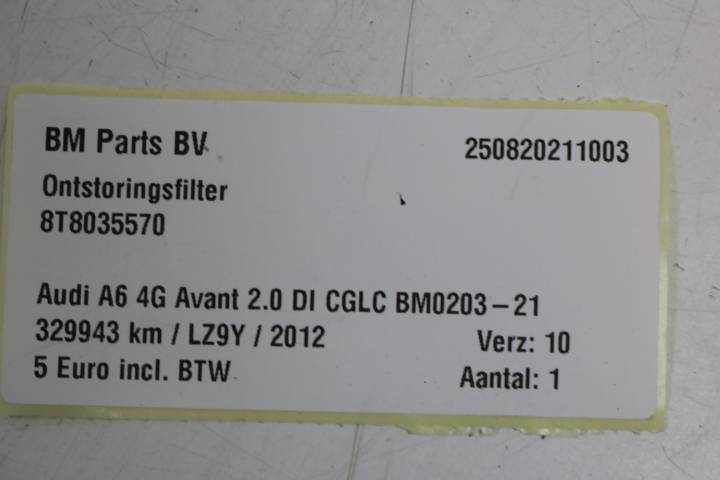 BM Parts BV 250820211003
Ontstoringsfilter
8T8035570
Audi A6 4G Avant 2.0 DI CGLC BM0203-21
329943 km / LZ9Y / 2012 Verz: 10
5 Euro incl. BTW Aantal: 1